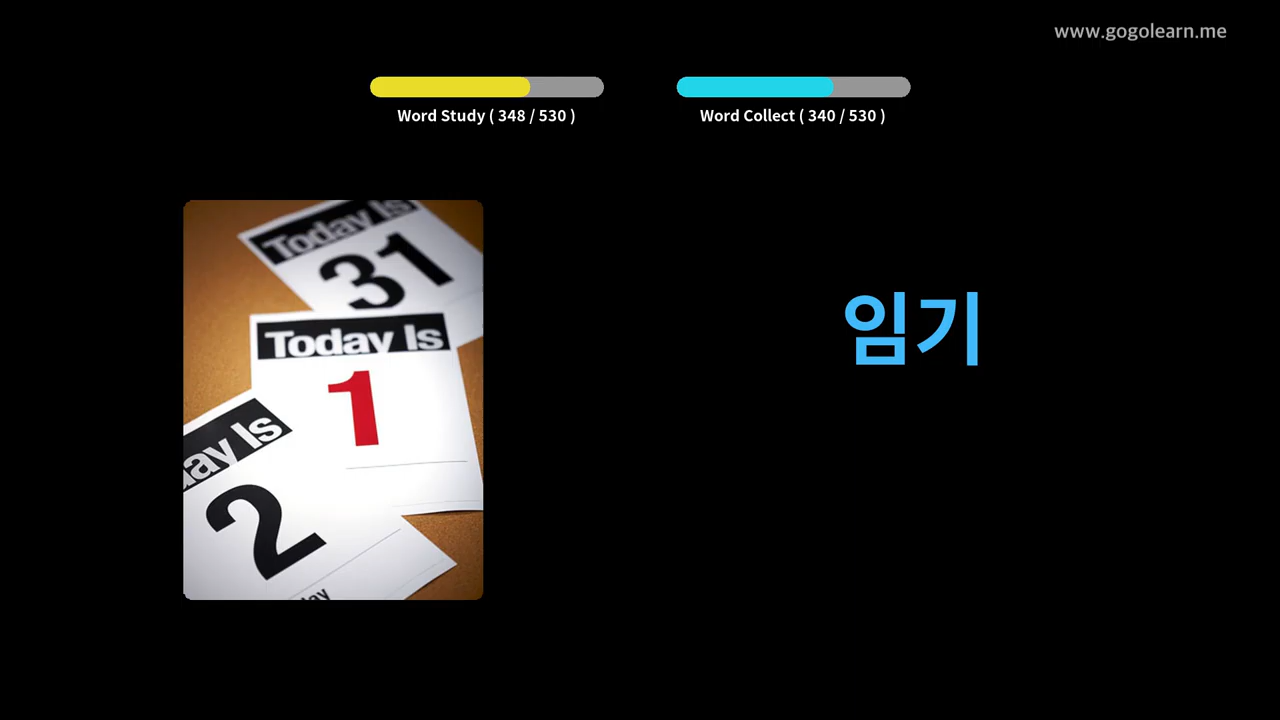 www.gogolearn.me
Word Study ( 348 / 530 )
Word Collect ( 340 / 530 )
Today Is
31
Today Is
1
ay Is
2
ay
임기